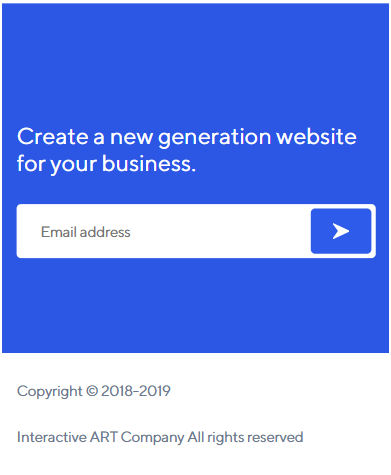 Create a new generation website
for your business.
Email address
Copyright © 2018-2019
Interactive ART Company All rights reserved